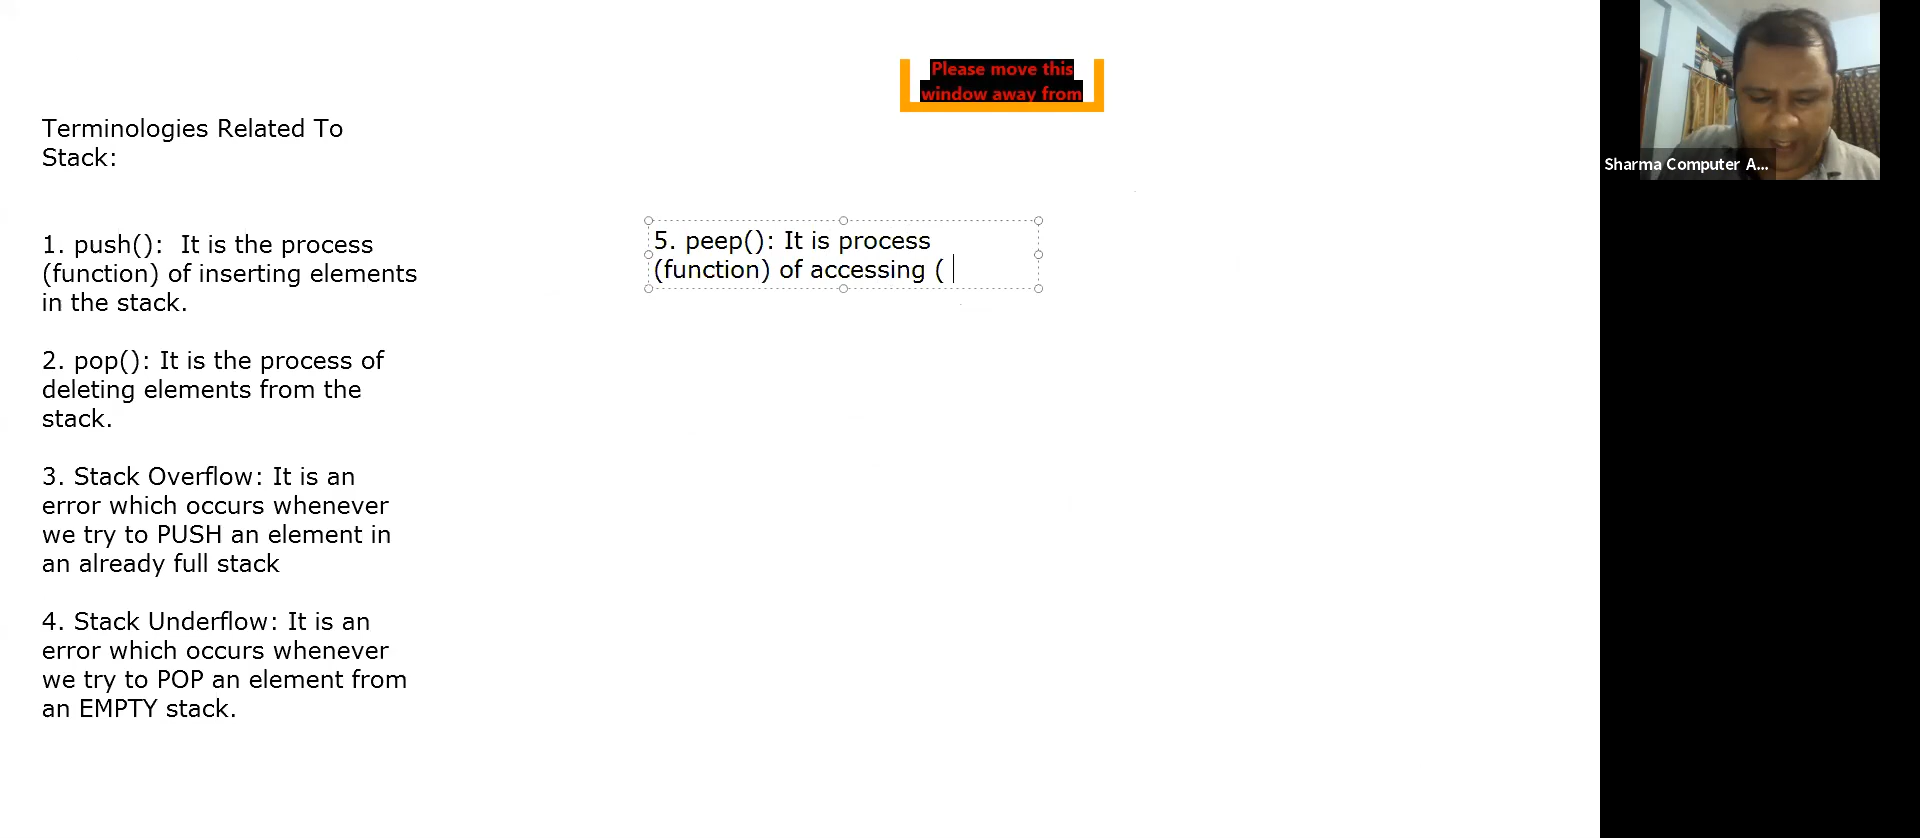 Please move this
window away from
Terminologies Related To
Stack:
1. push():  It is the process
(function) of inserting elements
in the stack.
2. pop(): It is the process of
deleting elements from the
stack.
3. Stack Overflow: It is an
error which occurs whenever
we try to PUSH an element in
an already full stack
4. Stack Underflow: It is an
error which occurs whenever
we try to POP an element from
an EMPTY stack.
5. peep(): It is process
(function) of accessing (
Sharma Computer A...